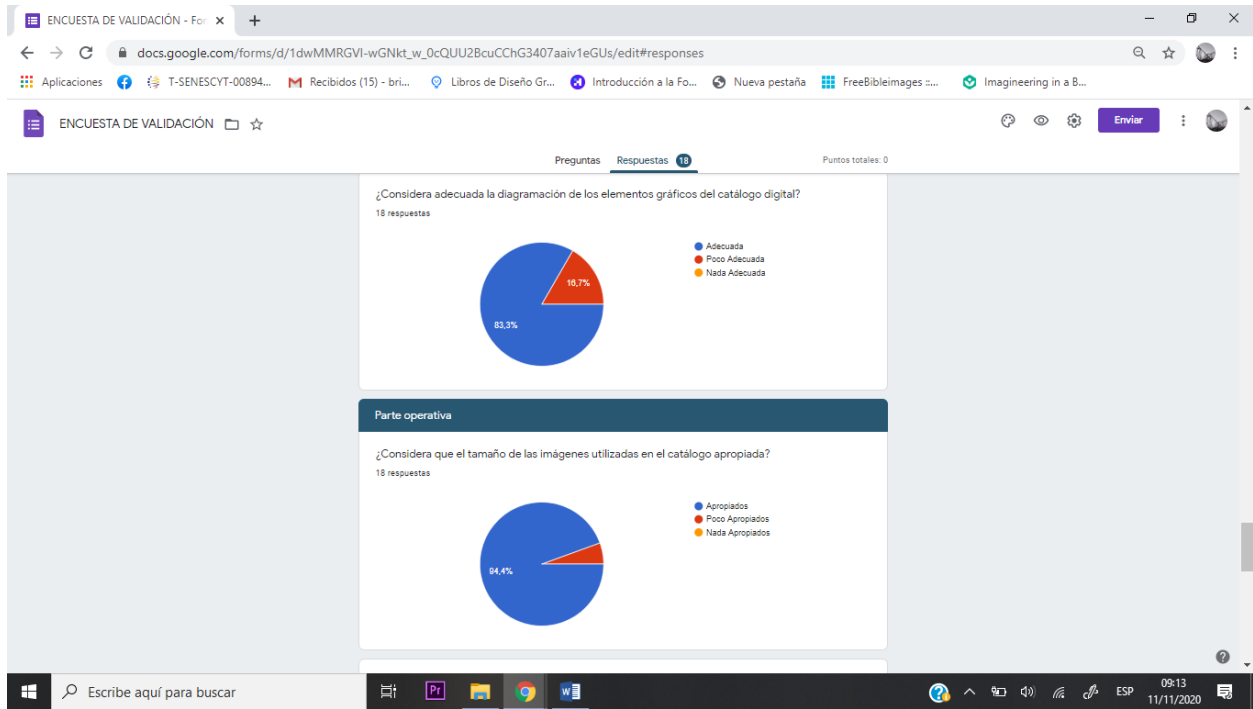 ENCUESTA DE VALIDACIÓN - For
docs.google.com/forms/d/1dwMMRGVI-wGNkt_w_0cQUU2BcuCChG3407aaiv1eGUs/edit#responses
Aplicaciones T-SENESCYT-00894... Recibidos (15) - bri... Libros de Diseño Gr... Introducción a la Fo... Nueva pestaña FreeBibleimages ::... Imagineering in a B...
ENCUESTA DE VALIDACIÓN Enviar
Preguntas Respuestas 18 Puntos totales: 0
¿Considera adecuada la diagramación de los elementos gráficos del catálogo digital?
18 respuestas
Adecuada
Poco Adecuada
Nada Adecuada
16,7%
83,3%
Parte operativa
¿Considera que el tamaño de las imágenes utilizadas en el catálogo apropiada?
18 respuestas
Apropiados
Poco Apropiados
Nada Apropiados
94,4%
Escribe aquí para buscar
Pr
ESP
09:13
11/11/2020